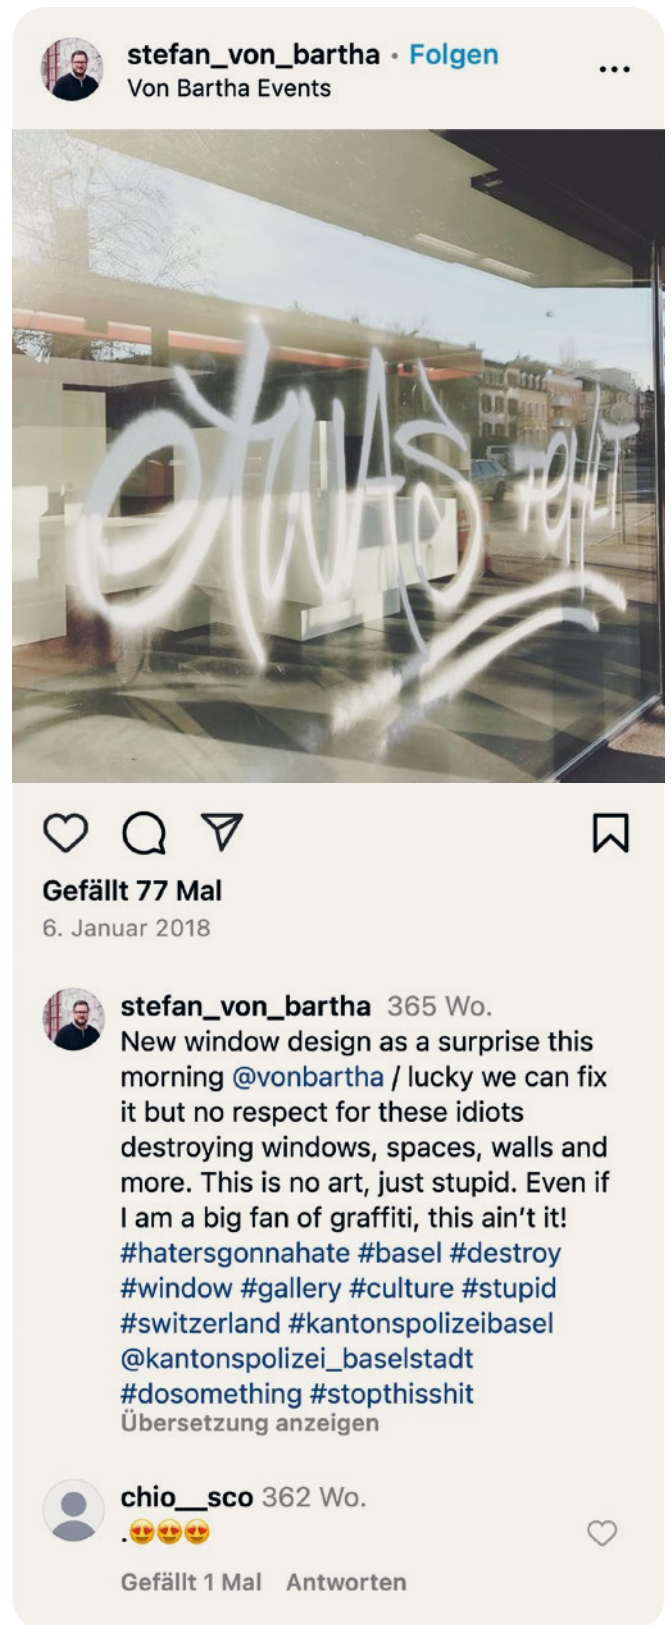 stefan_von_bartha • Folgen
Von Bartha Events
eTWAS FeHLT
Gefällt 77 Mal
6. Januar 2018
stefan_von_bartha 365 Wo.
New window design as a surprise this
morning @vonbartha / lucky we can fix
it but no respect for these idiots
destroying windows, spaces, walls and
more. This is no art, just stupid. Even if
I am a big fan of graffiti, this ain't it!
#hatersgonnahate #basel #destroy
#window #gallery #culture #stupid
#switzerland #kantonspolizeibasel
@kantonspolizei_baselstadt
#dosomething #stopthisshit
Übersetzung anzeigen
chio__sco 362 Wo.
.😍😍😍
Gefällt 1 Mal Antworten